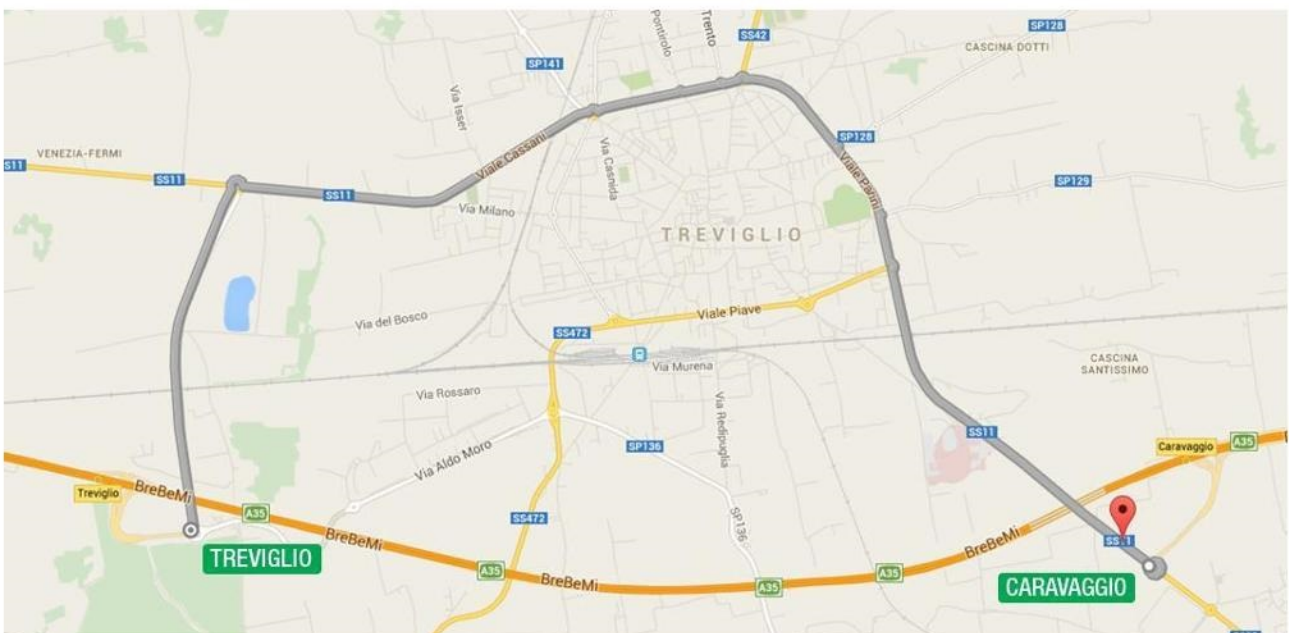 SP128
Pontirolo
Trento
SS42
CASCINA DOTTI
SP141
Via Isser
SP128
VENEZIA-FERMI
SS11
SS11
SS11
Viale Cassani
Via Casnida
Viale Parini
SP129
Via Milano
TREVIGLIO
Via del Bosco
Viale Piave
SS472
Via Murena
CASCINA
SANTISSIMO
Via Rossaro
Via Redipuglia
SS11
SP136
Via Aldo Moro
Caravaggio
A35
Treviglio
BreBeMi
A35
SS472
SP136
BreBeMi
BreBeMi
SS11
TREVIGLIO
A35
BreBeMi
A35
A35
CARAVAGGIO